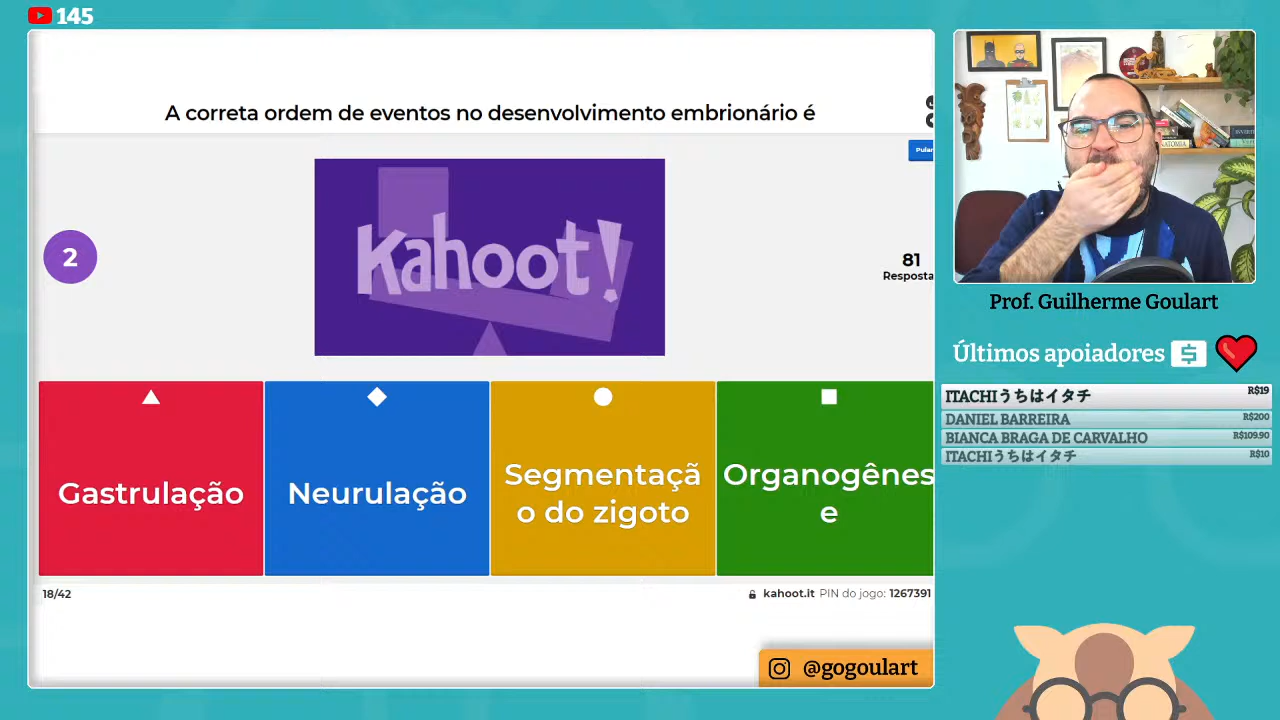 145
A correta ordem de eventos no desenvolvimento embrionário é
Pular
2
Kahoot!
81
Resposta
Gastrulação
Neurulação
Segmentaçã
o do zigoto
Organogênes
e
18/42
kahoot.it PIN do jogo: 1267391
@gogoulart
Prof. Guilherme Goulart
Últimos apoiadores
ITACHIうちはイタチ R$19
DANIEL BARREIRA R$200
BIANCA BRAGA DE CARVALHO R$109.90
ITACHIうちはイタチ R$10